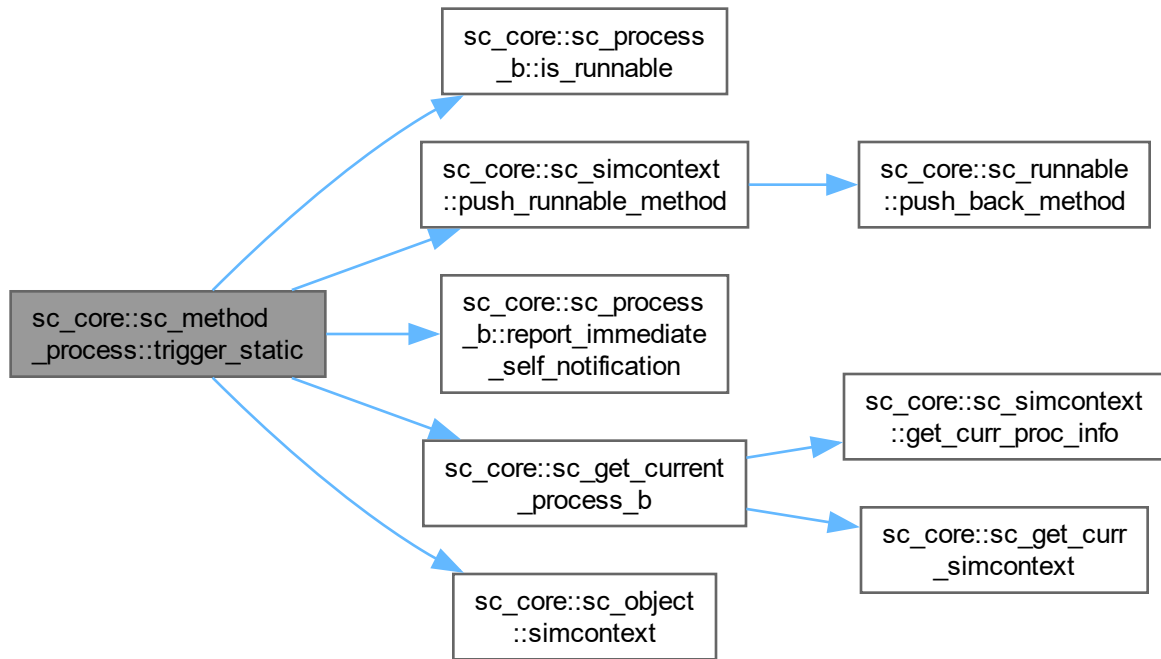 sc_core::sc_process
_b::is_runnable
sc_core::sc_simcontext
::push_runnable_method
sc_core::sc_runnable
::push_back_method
sc_core::sc_method
_process::trigger_static
sc_core::sc_process
_b::report_immediate
_self_notification
sc_core::sc_get_current
_process_b
sc_core::sc_simcontext
::get_curr_proc_info
sc_core::sc_get_curr
_simcontext
sc_core::sc_object
::simcontext